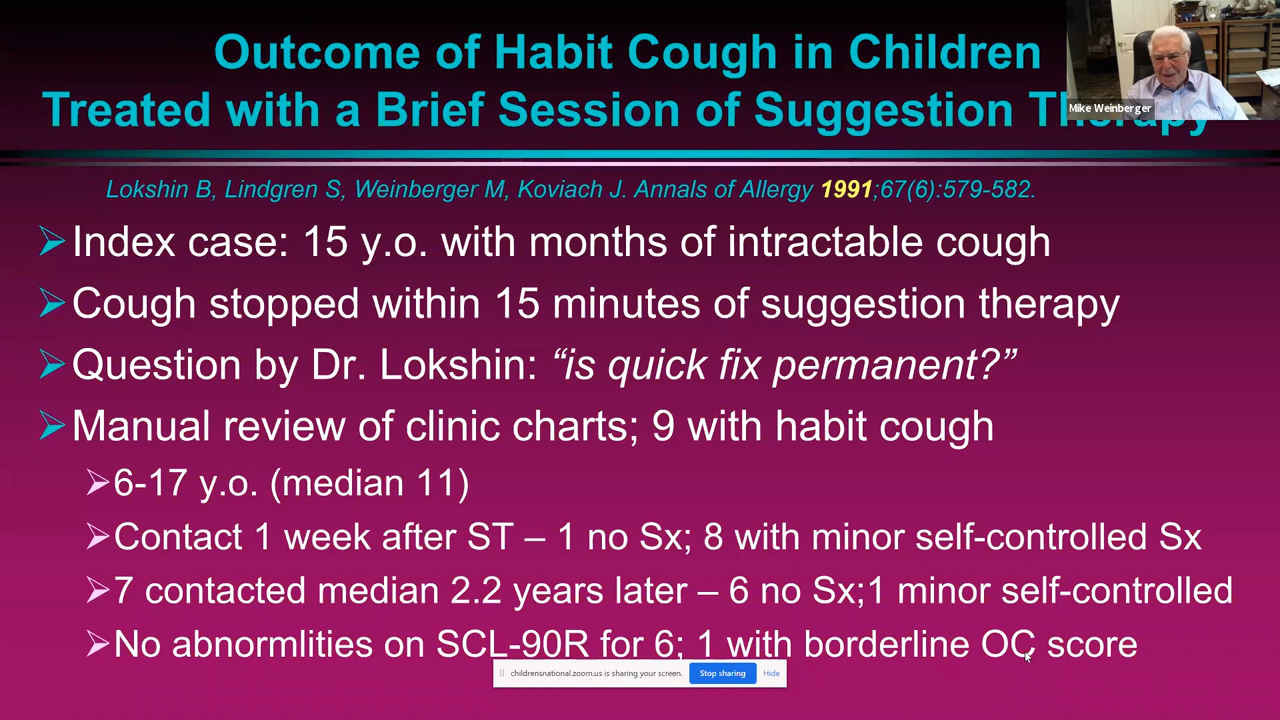 Outcome of Habit Cough in Children
Treated with a Brief Session of Suggestion Therapy
Mike Weinberger
Lokshin B, Lindgren S, Weinberger M, Koviach J. Annals of Allergy 1991;67(6):579-582.
Index case: 15 y.o. with months of intractable cough
Cough stopped within 15 minutes of suggestion therapy
Question by Dr. Lokshin: “is quick fix permanent?”
Manual review of clinic charts; 9 with habit cough
6-17 y.o. (median 11)
Contact 1 week after ST – 1 no Sx; 8 with minor self-controlled Sx
7 contacted median 2.2 years later – 6 no Sx;1 minor self-controlled
No abnormlities on SCL-90R for 6; 1 with borderline OC score
childrensnational.zoom.us is sharing your screen. Stop sharing Hide